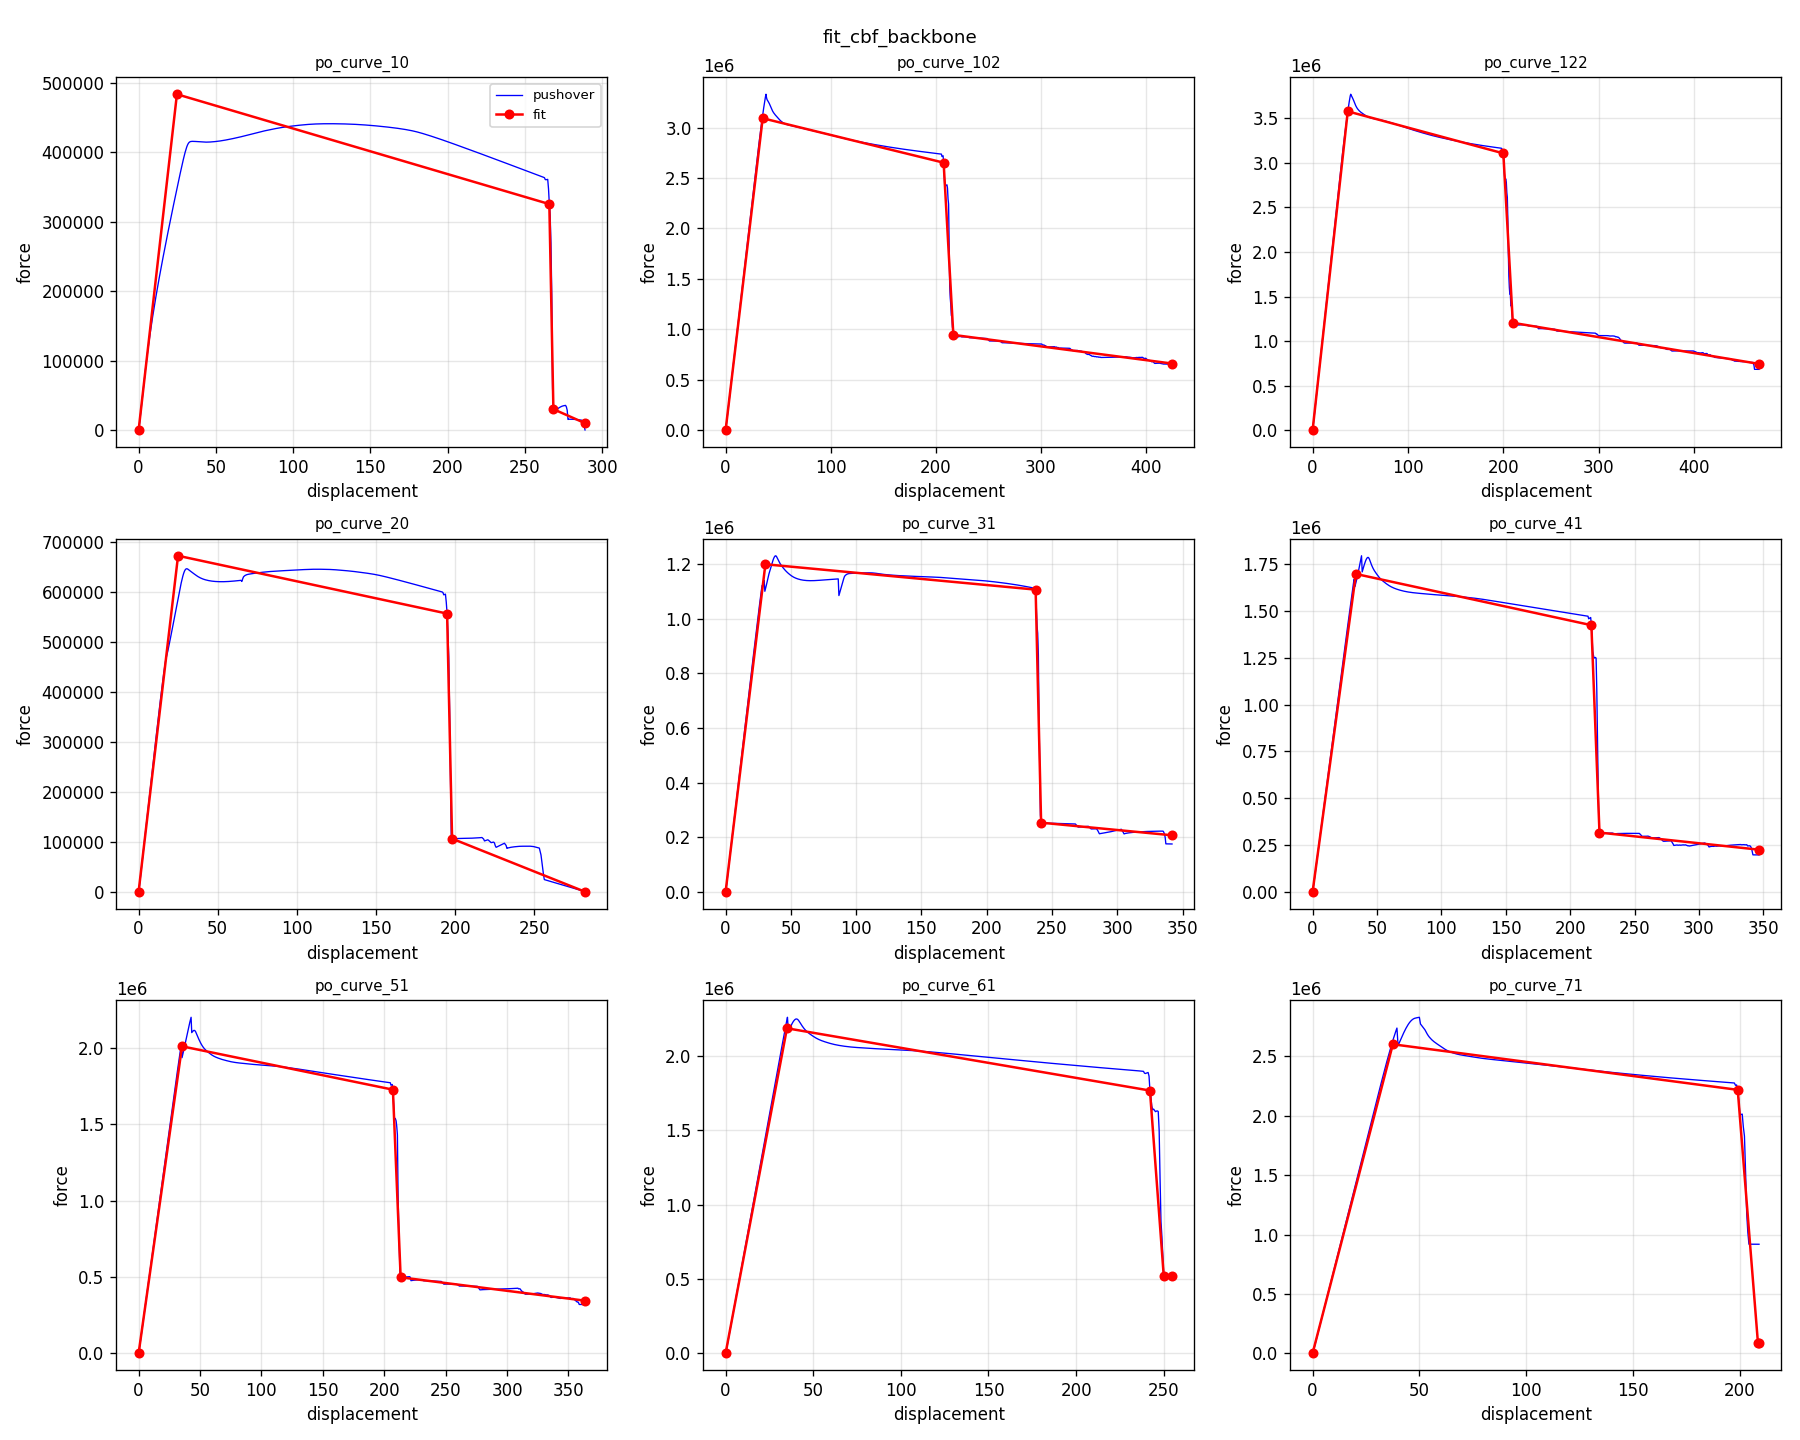 fit_cbf_backbone
po_curve_10
500000
400000
300000
200000
100000
0
force
0 50 100 150 200 250 300
displacement
pushover
fit
po_curve_102
1e6
3.0
2.5
2.0
1.5
1.0
0.5
0.0
force
0 100 200 300 400
displacement
po_curve_122
1e6
3.5
3.0
2.5
2.0
1.5
1.0
0.5
0.0
force
0 100 200 300 400
displacement
po_curve_20
700000
600000
500000
400000
300000
200000
100000
0
force
0 50 100 150 200 250
displacement
po_curve_31
1e6
1.2
1.0
0.8
0.6
0.4
0.2
0.0
force
0 50 100 150 200 250 300 350
displacement
po_curve_41
1e6
1.75
1.50
1.25
1.00
0.75
0.50
0.25
0.00
force
0 50 100 150 200 250 300 350
displacement
po_curve_51
1e6
2.0
1.5
1.0
0.5
0.0
force
0 50 100 150 200 250 300 350
displacement
po_curve_61
1e6
2.0
1.5
1.0
0.5
0.0
force
0 50 100 150 200 250
displacement
po_curve_71
1e6
2.5
2.0
1.5
1.0
0.5
0.0
force
0 50 100 150 200
displacement